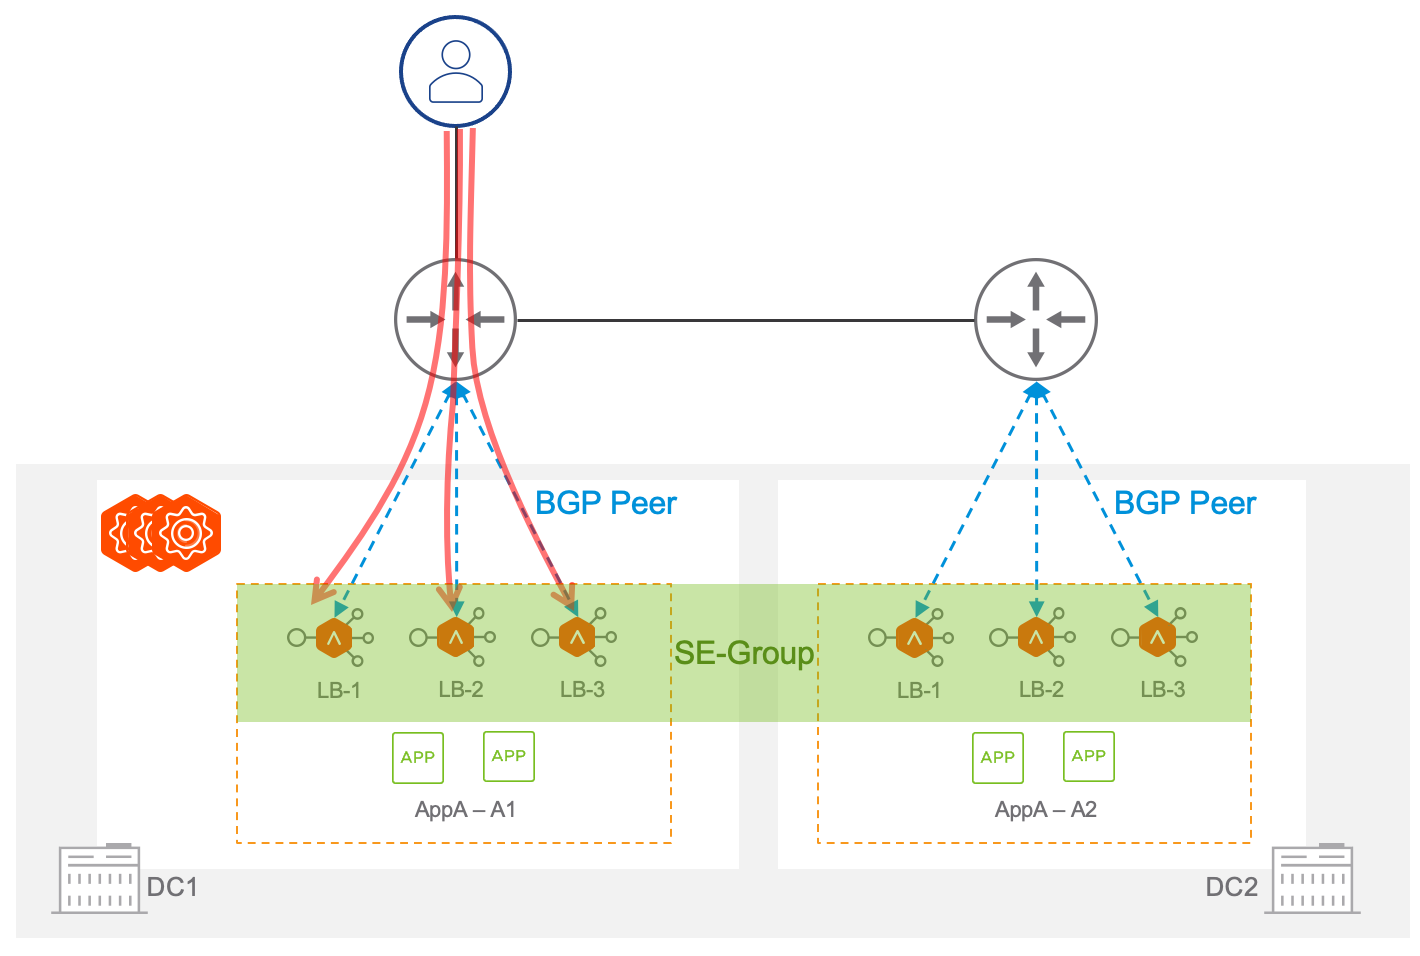 BGP Peer
BGP Peer
SE-Group
LB-1
LB-2
LB-3
LB-1
LB-2
LB-3
APP
APP
APP
APP
AppA – A1
AppA – A2
DC1
DC2